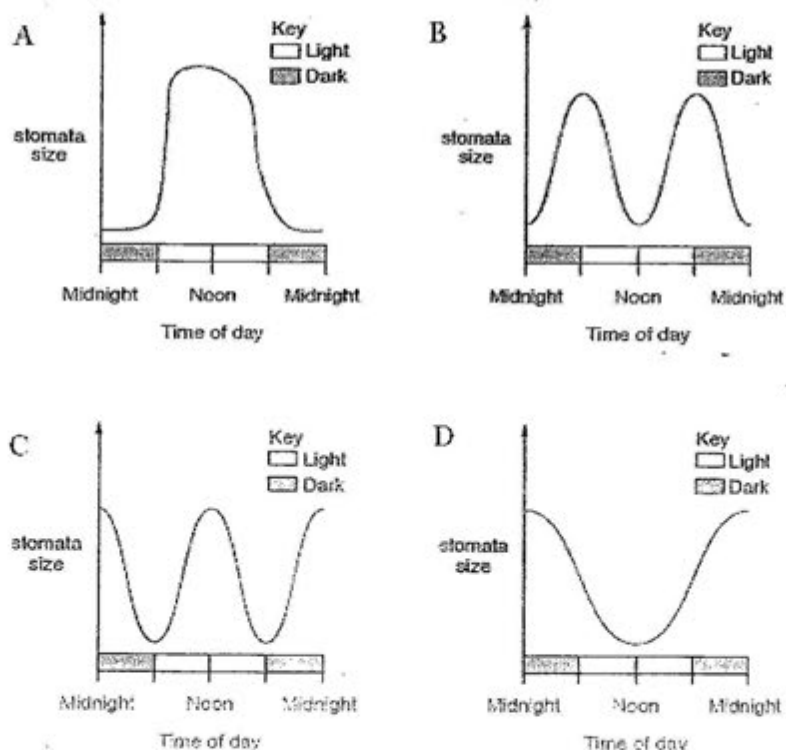 A
Key
Light
Dark
stomata
size
Midnight Noon Midnight
Time of day
B
Key
Light
Dark
stomata
size
Midnight Noon Midnight
Time of day
C
Key
Light
Dark
stomata
size
Midnight Noon Midnight
Time of day
D
Key
Light
Dark
stomata
size
Midnight Noon Midnight
Time of day